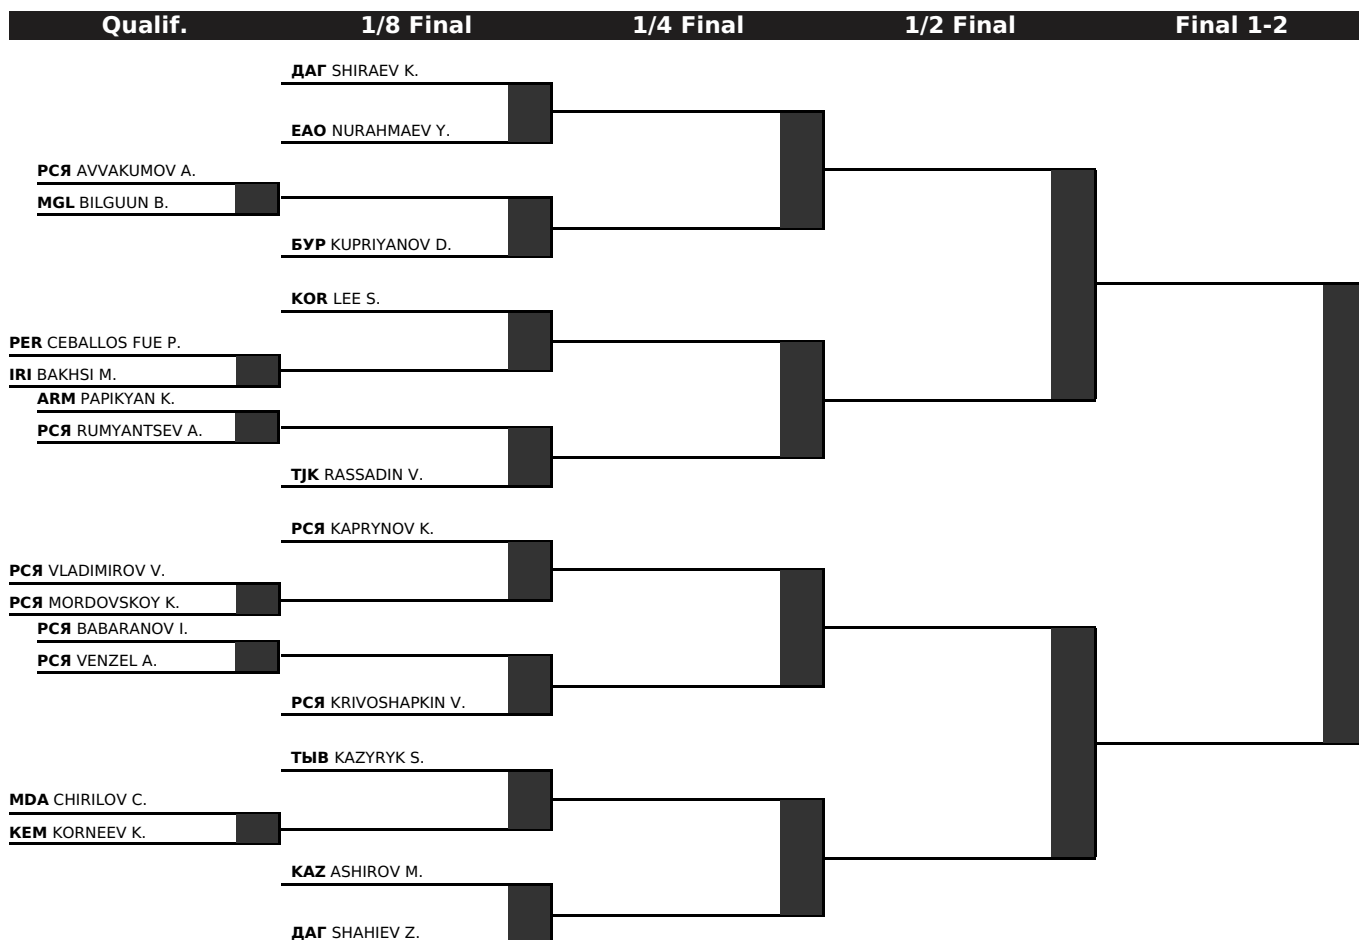 Qualif. 1/8 Final 1/4 Final 1/2 Final Final 1-2
ДАГ SHIRAEV K.
ЕАО NURAHMAEV Y.
РСЯ AVVAKUMOV A.
MGL BILGUUN B.
БУР KUPRIYANOV D.
KOR LEE S.
PER CEBALLOS FUE P.
IRI BAKHSI M.
ARM PAPIKYAN K.
РСЯ RUMYANTSEV A.
TJK RASSADIN V.
РСЯ KAPRYNOV K.
РСЯ VLADIMIROV V.
РСЯ MORDOVSKOY K.
РСЯ BABARANOV I.
РСЯ VENZEL A.
РСЯ KRIVOSHAPKIN V.
ТЫВ KAZYRYK S.
MDA CHIRILOV C.
КЕМ KORNEEV K.
KAZ ASHIROV M.
ДАГ SHAHIEV Z.